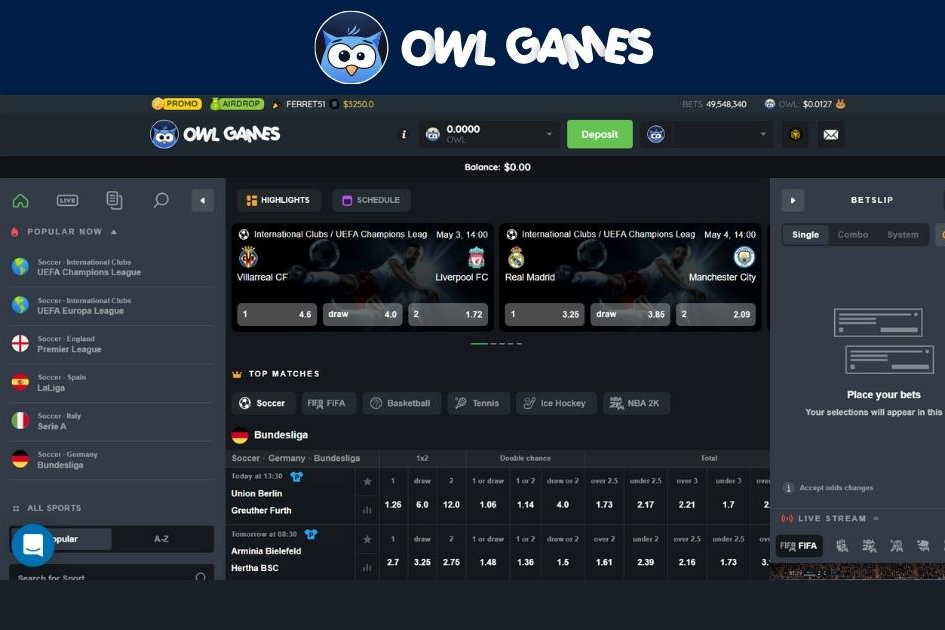 OWL GAMES
PROMO AIRDROP FERRET51 $3250.0 BETS 49,548,340 OWL: $0.0127
OWL GAMES i 0.0000 OWL Deposit
Balance: $0.00
LIVE
HIGHLIGHTS SCHEDULE
BETSLIP
POPULAR NOW
Soccer · International Clubs
UEFA Champions League
Soccer · International Clubs
UEFA Europa League
Soccer · England
Premier League
Soccer · Spain
LaLiga
Soccer · Italy
Serie A
Soccer · Germany
Bundesliga
ALL SPORTS
opular A-Z
Search for Sport
International Clubs / UEFA Champions Leag May 3, 14:00
Villarreal CF Liverpool FC
1 4.6 draw 4.0 2 1.72
International Clubs / UEFA Champions Leag May 4, 14:00
Real Madrid Manchester City
1 3.25 draw 3.85 2 2.09
TOP MATCHES
Soccer FIFA FIFA Basketball Tennis Ice Hockey NBA 2K NBA 2K
Bundesliga
Soccer · Germany · Bundesliga 1x2 Double chance Total
Today at 13:30 1 draw 2 1 or draw 1 or 2 draw or 2 over 2.5 under 2.5 over 3 under 3 ove
Union Berlin
Greuther Furth
1.26 6.0 12.0 1.06 1.14 4.0 1.73 2.17 2.21 1.7 2.
Tomorrow at 08:30 1 draw 2 1 or draw 1 or 2 draw or 2 over 2 under 2 over 2.5 under 2.5 over
Arminia Bielefeld
Hertha BSC
2.7 3.25 2.75 1.48 1.36 1.5 1.61 2.39 2.16 1.73 3.
Single Combo System
Place your bets
Your selections will appear in this
Accept odds changes
LIVE STREAM
FIFA FIFA